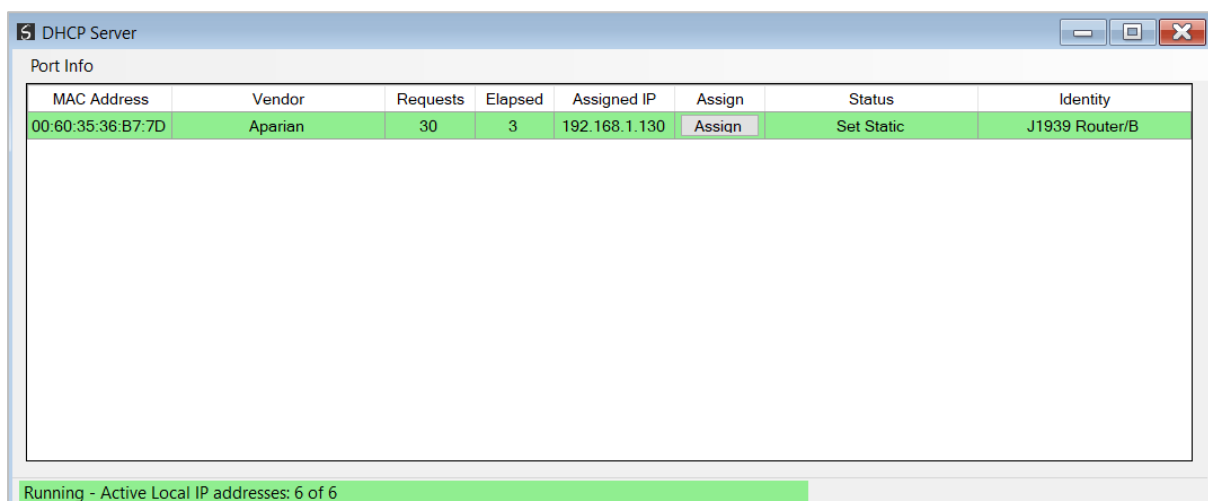 DHCP Server
Port Info
MAC Address Vendor Requests Elapsed Assigned IP Assign Status Identity
00:60:35:36:B7:7D Aparian 30 3 192.168.1.130 Assign Set Static J1939 Router/B
Running - Active Local IP addresses: 6 of 6